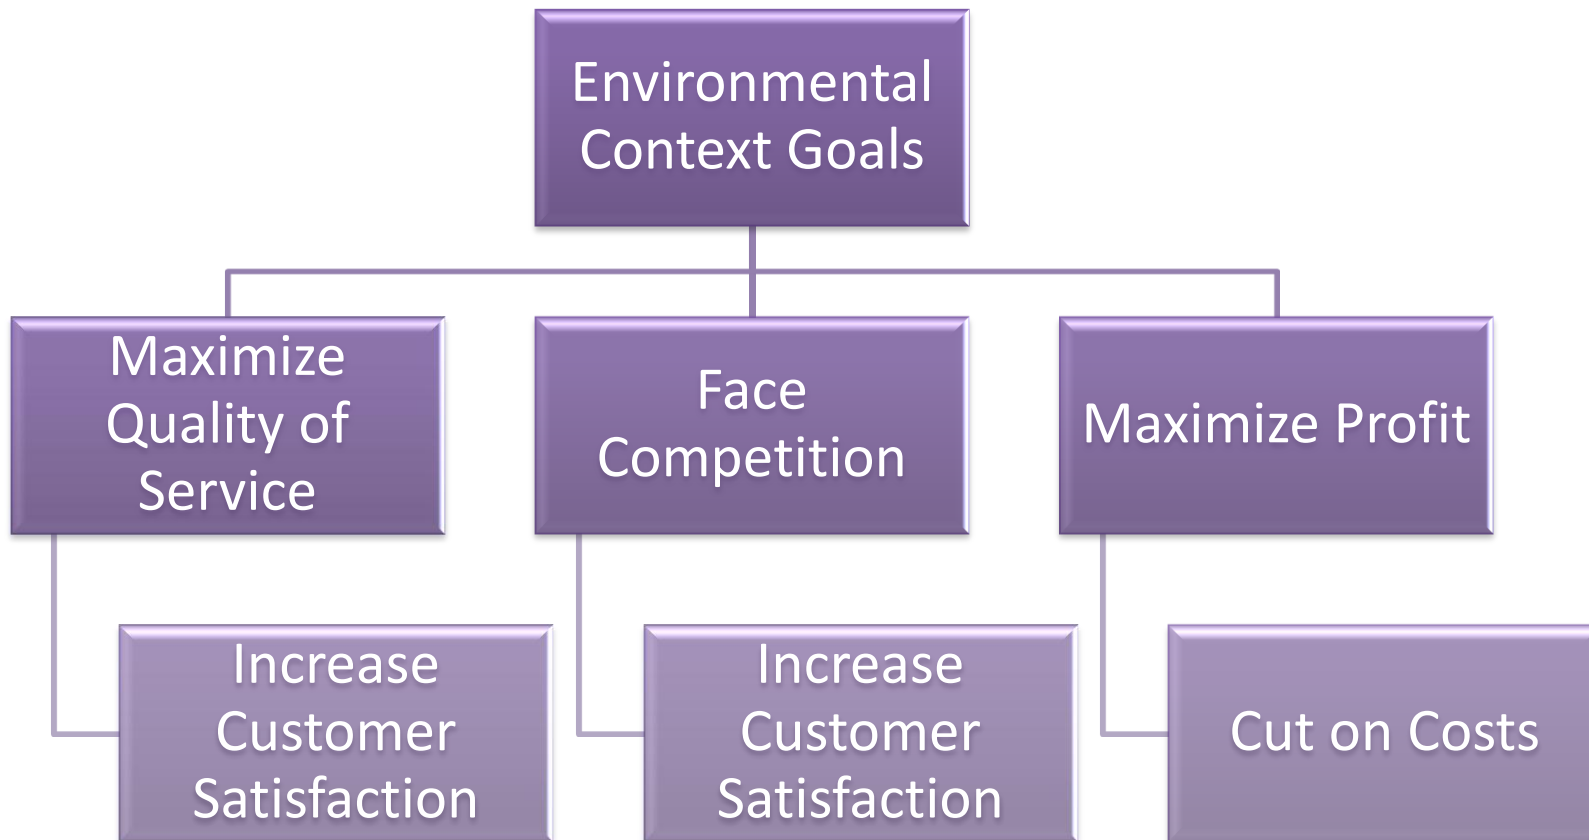 Environmental
Context Goals
Maximize
Quality of
Service
Face
Competition
Maximize Profit
Increase
Customer
Satisfaction
Increase
Customer
Satisfaction
Cut on Costs